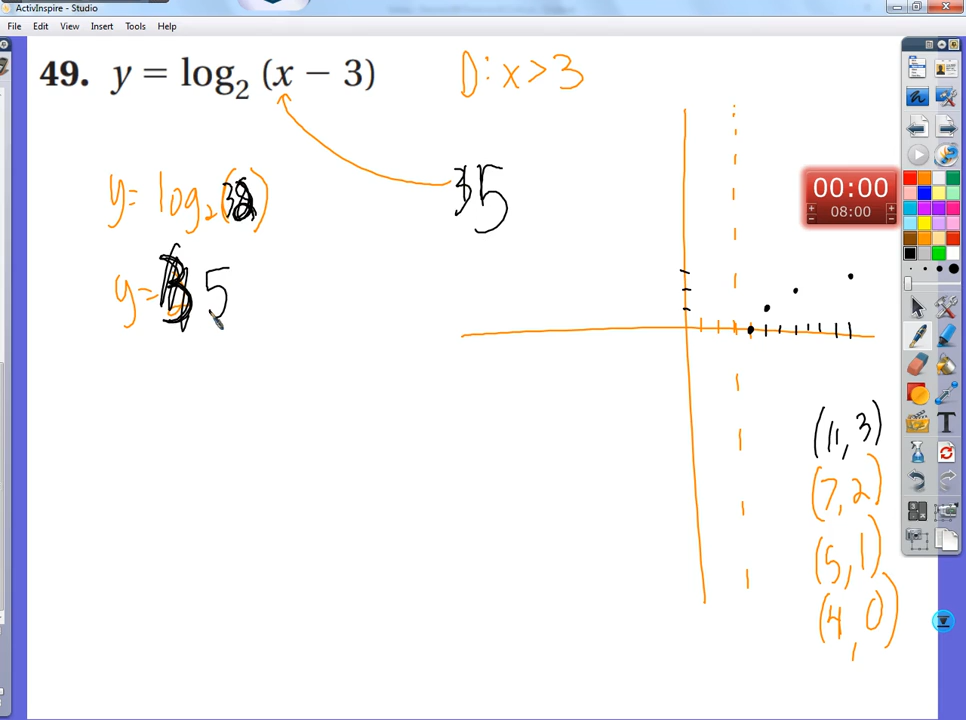 ActivInspire - Studio
File Edit View Insert Tools Help
49. y = log₂ (x − 3)
D: x > 3
y = log₂(32)
35
y = 5
00:00
08:00
(11, 3)
(7, 2)
(5, 1)
(4, 0)